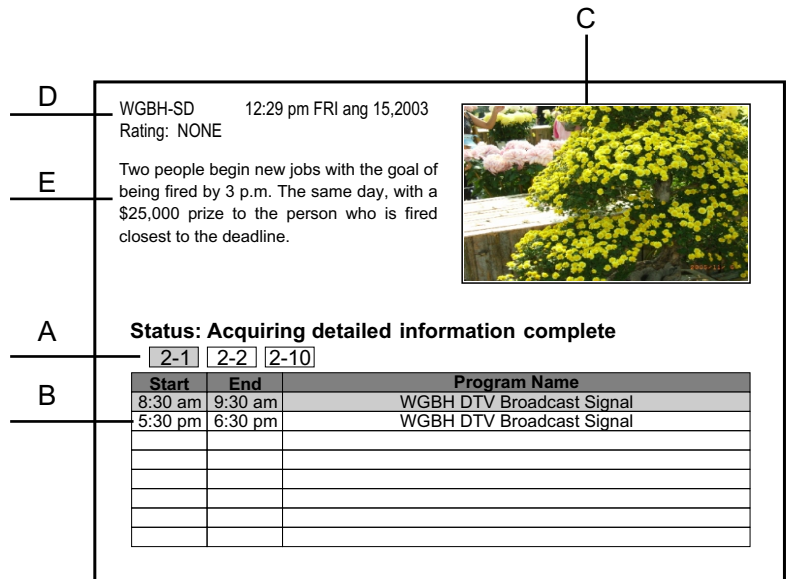 C
D
WGBH-SD 12:29 pm FRI ang 15,2003
Rating: NONE
E
Two people begin new jobs with the goal of
being fired by 3 p.m. The same day, with a
$25,000 prize to the person who is fired
closest to the deadline.
A
Status: Acquiring detailed information complete
2-1 2-2 2-10
B
Start End Program Name
8:30 am 9:30 am WGBH DTV Broadcast Signal
5:30 pm 6:30 pm WGBH DTV Broadcast Signal